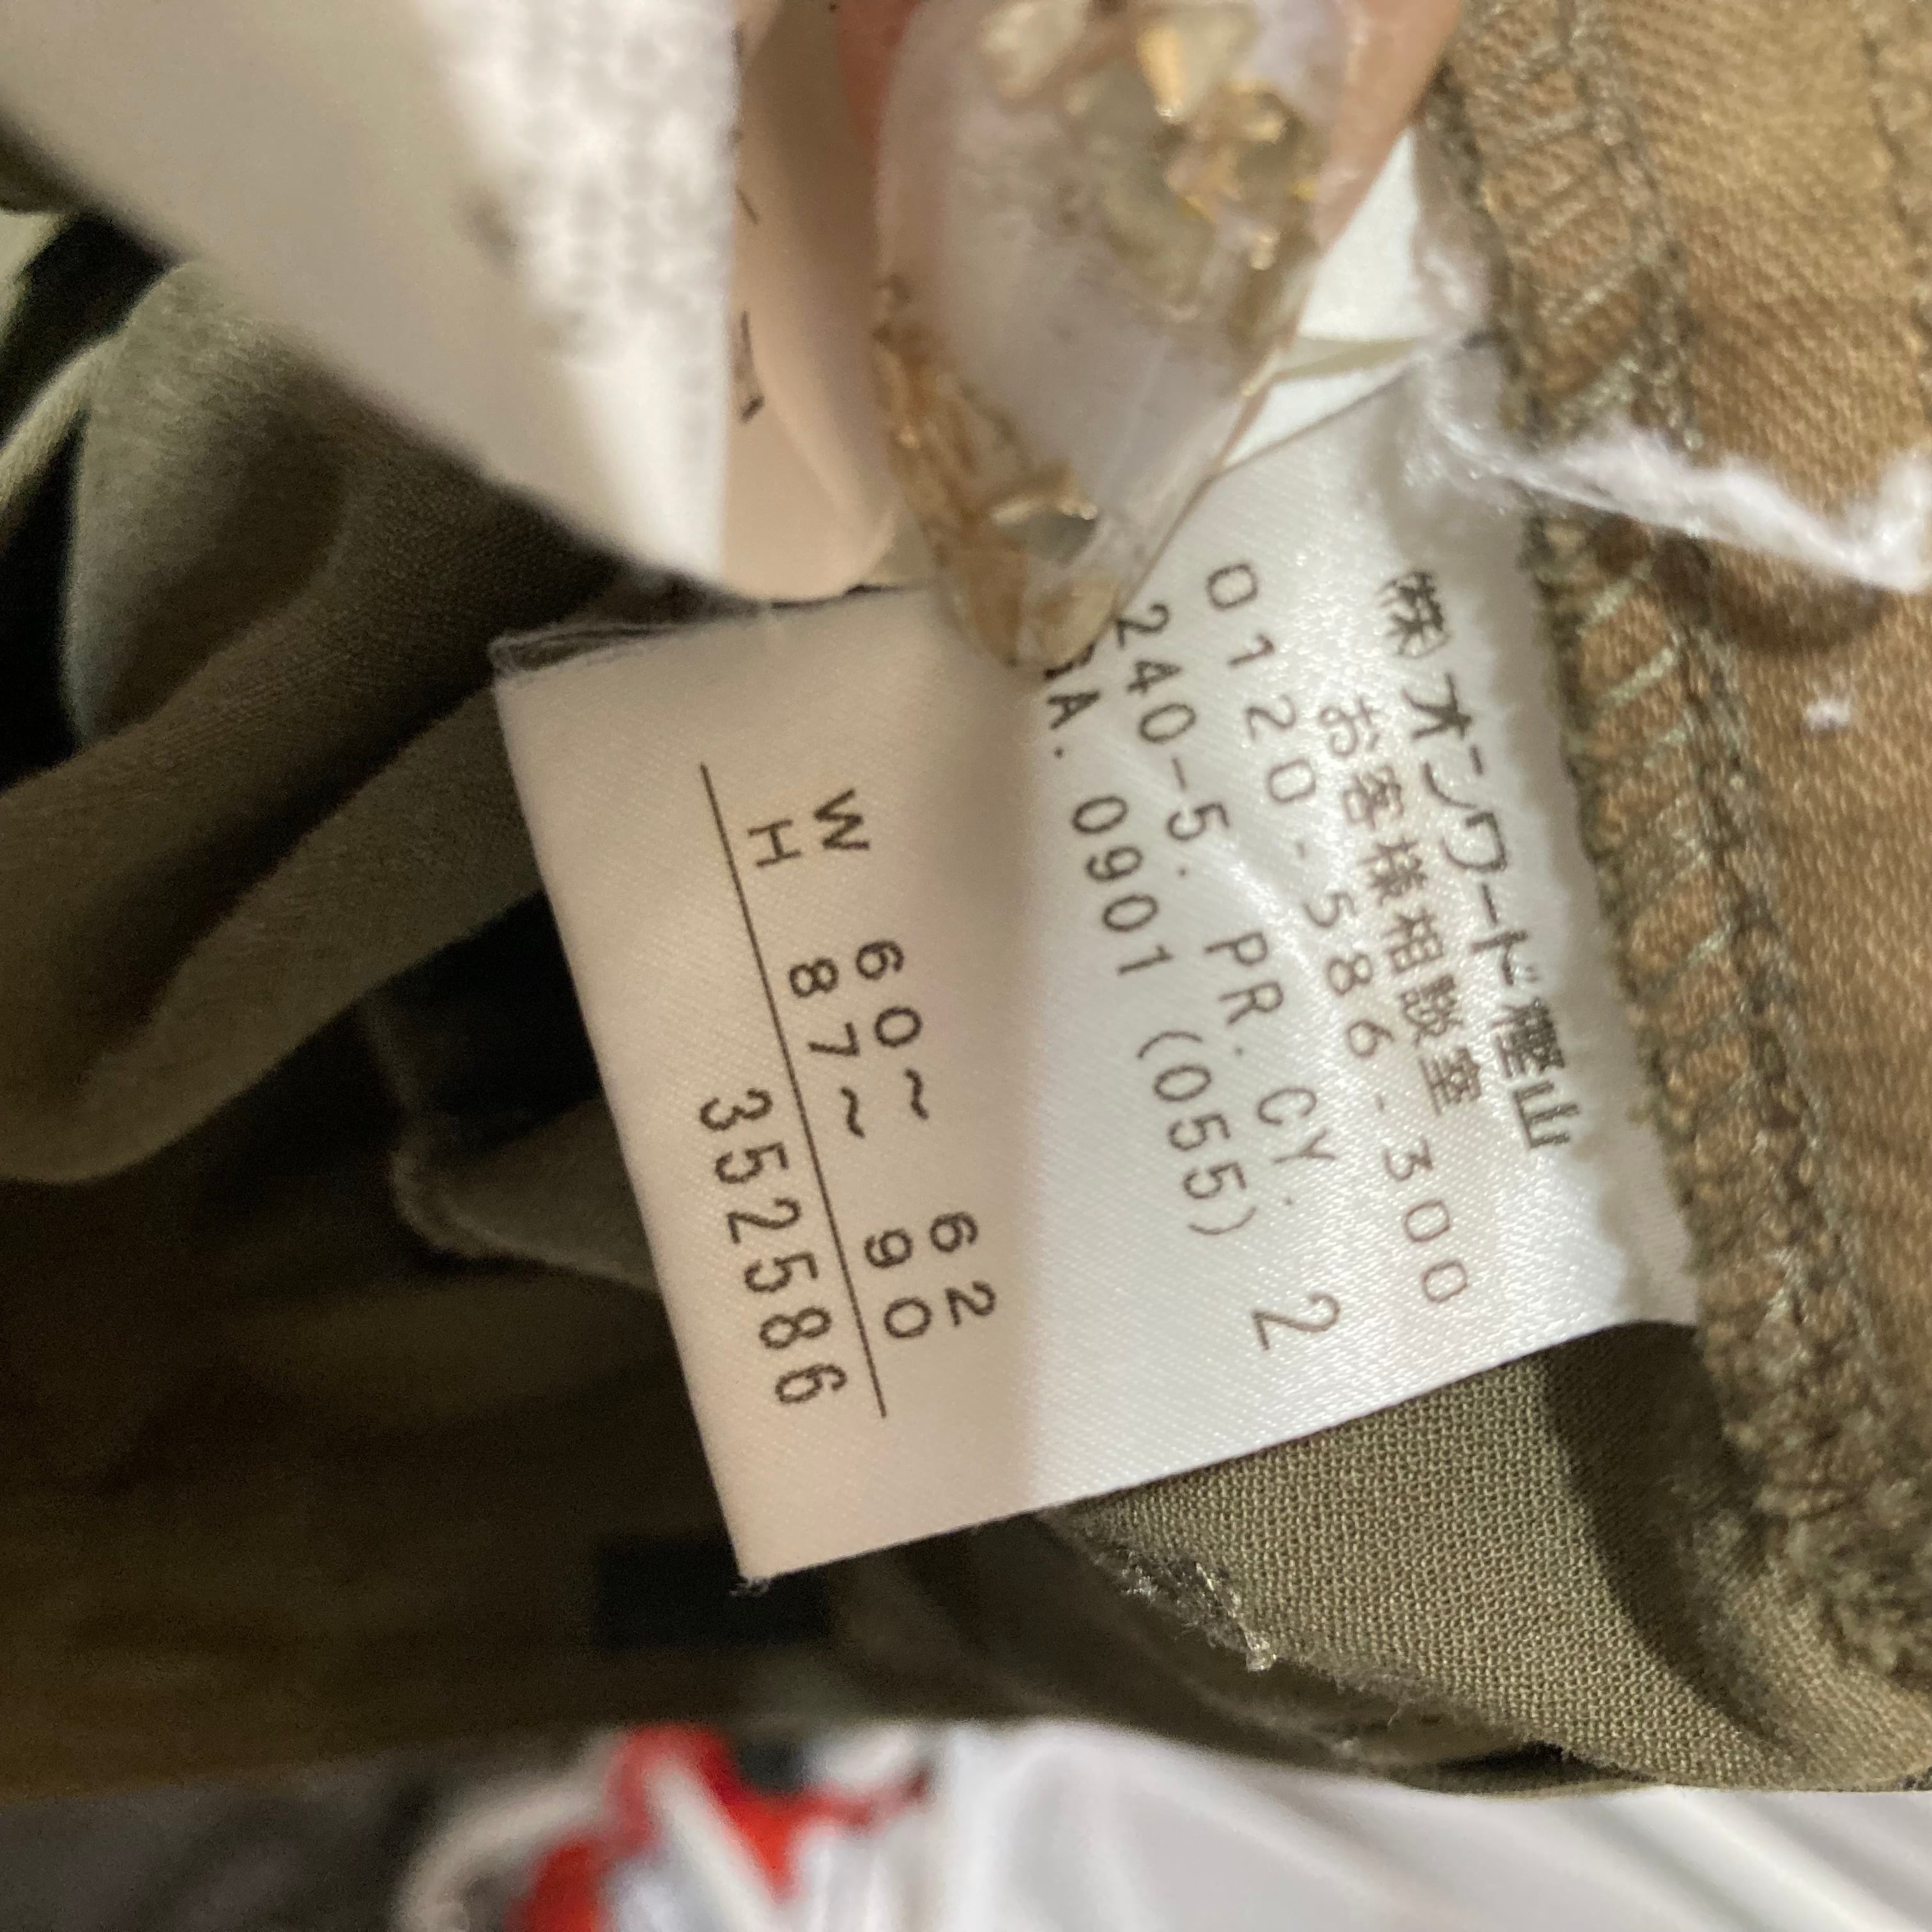 (株)オンワード樫山
お客様相談室
0120-586-300
240-5. PR. CY. 2
A. 0901 (055)
W 60～ 62
H 87～ 90
352586